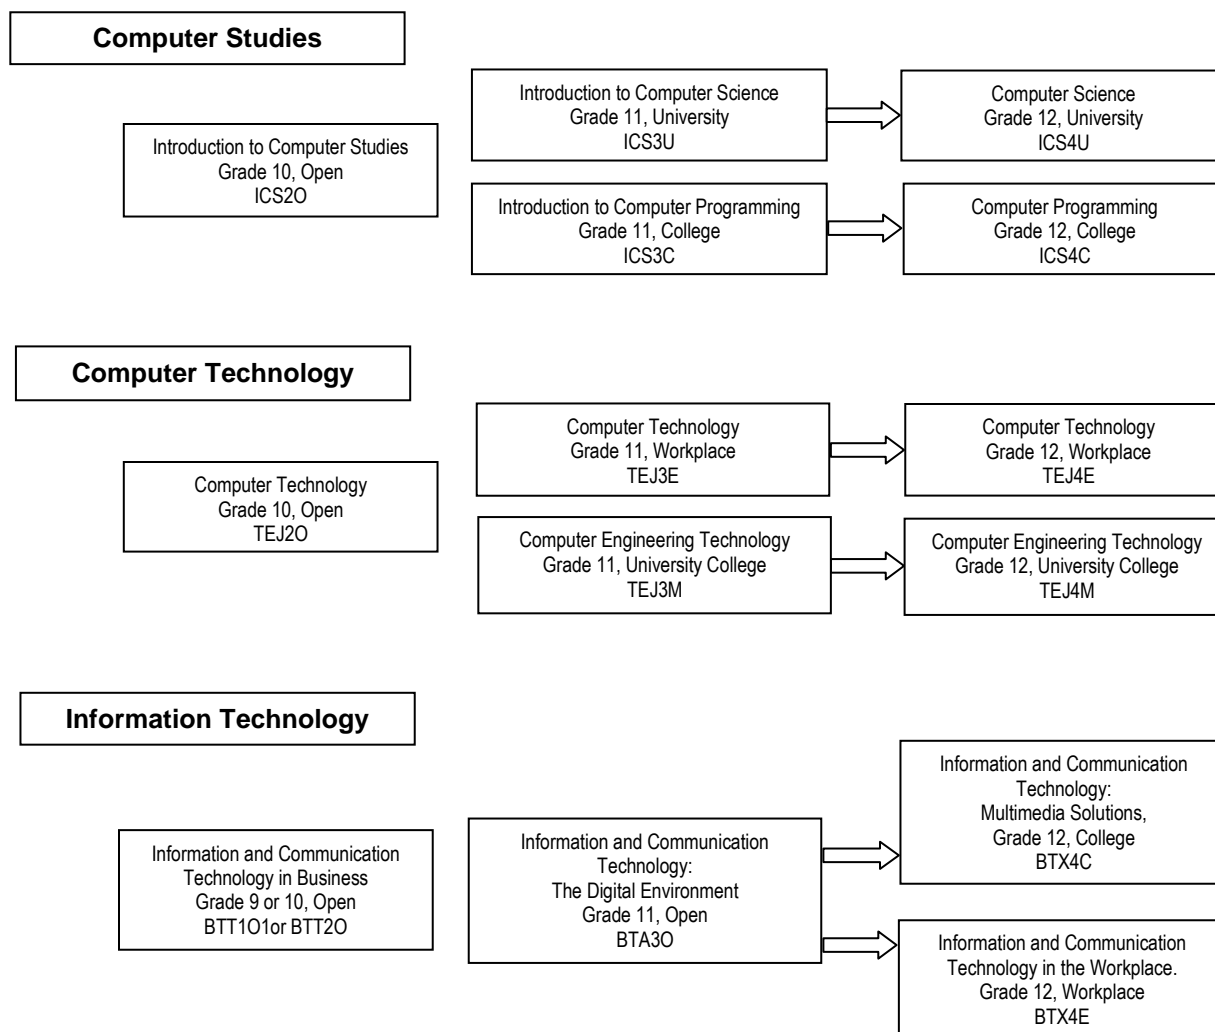 Computer Studies
Introduction to Computer Studies
Grade 10, Open
ICS2O
Introduction to Computer Science
Grade 11, University
ICS3U
Computer Science
Grade 12, University
ICS4U
Introduction to Computer Programming
Grade 11, College
ICS3C
Computer Programming
Grade 12, College
ICS4C
Computer Technology
Computer Technology
Grade 10, Open
TEJ2O
Computer Technology
Grade 11, Workplace
TEJ3E
Computer Technology
Grade 12, Workplace
TEJ4E
Computer Engineering Technology
Grade 11, University College
TEJ3M
Computer Engineering Technology
Grade 12, University College
TEJ4M
Information Technology
Information and Communication
Technology in Business
Grade 9 or 10, Open
BTT1O1or BTT2O
Information and Communication
Technology:
The Digital Environment
Grade 11, Open
BTA3O
Information and Communication
Technology:
Multimedia Solutions,
Grade 12, College
BTX4C
Information and Communication
Technology in the Workplace.
Grade 12, Workplace
BTX4E